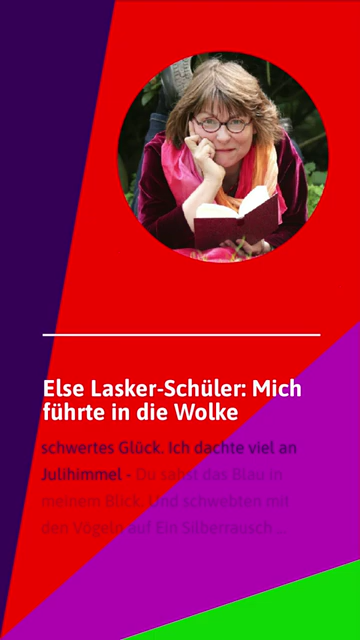 Else Lasker-Schüler: Mich
führte in die Wolke
schwertes Glück, Ich dachte viel an
Julihimmel - Du sahst das Blau in
meinem Blick, Und schwebten mit
den Vögeln auf Ein Silberrausch ...